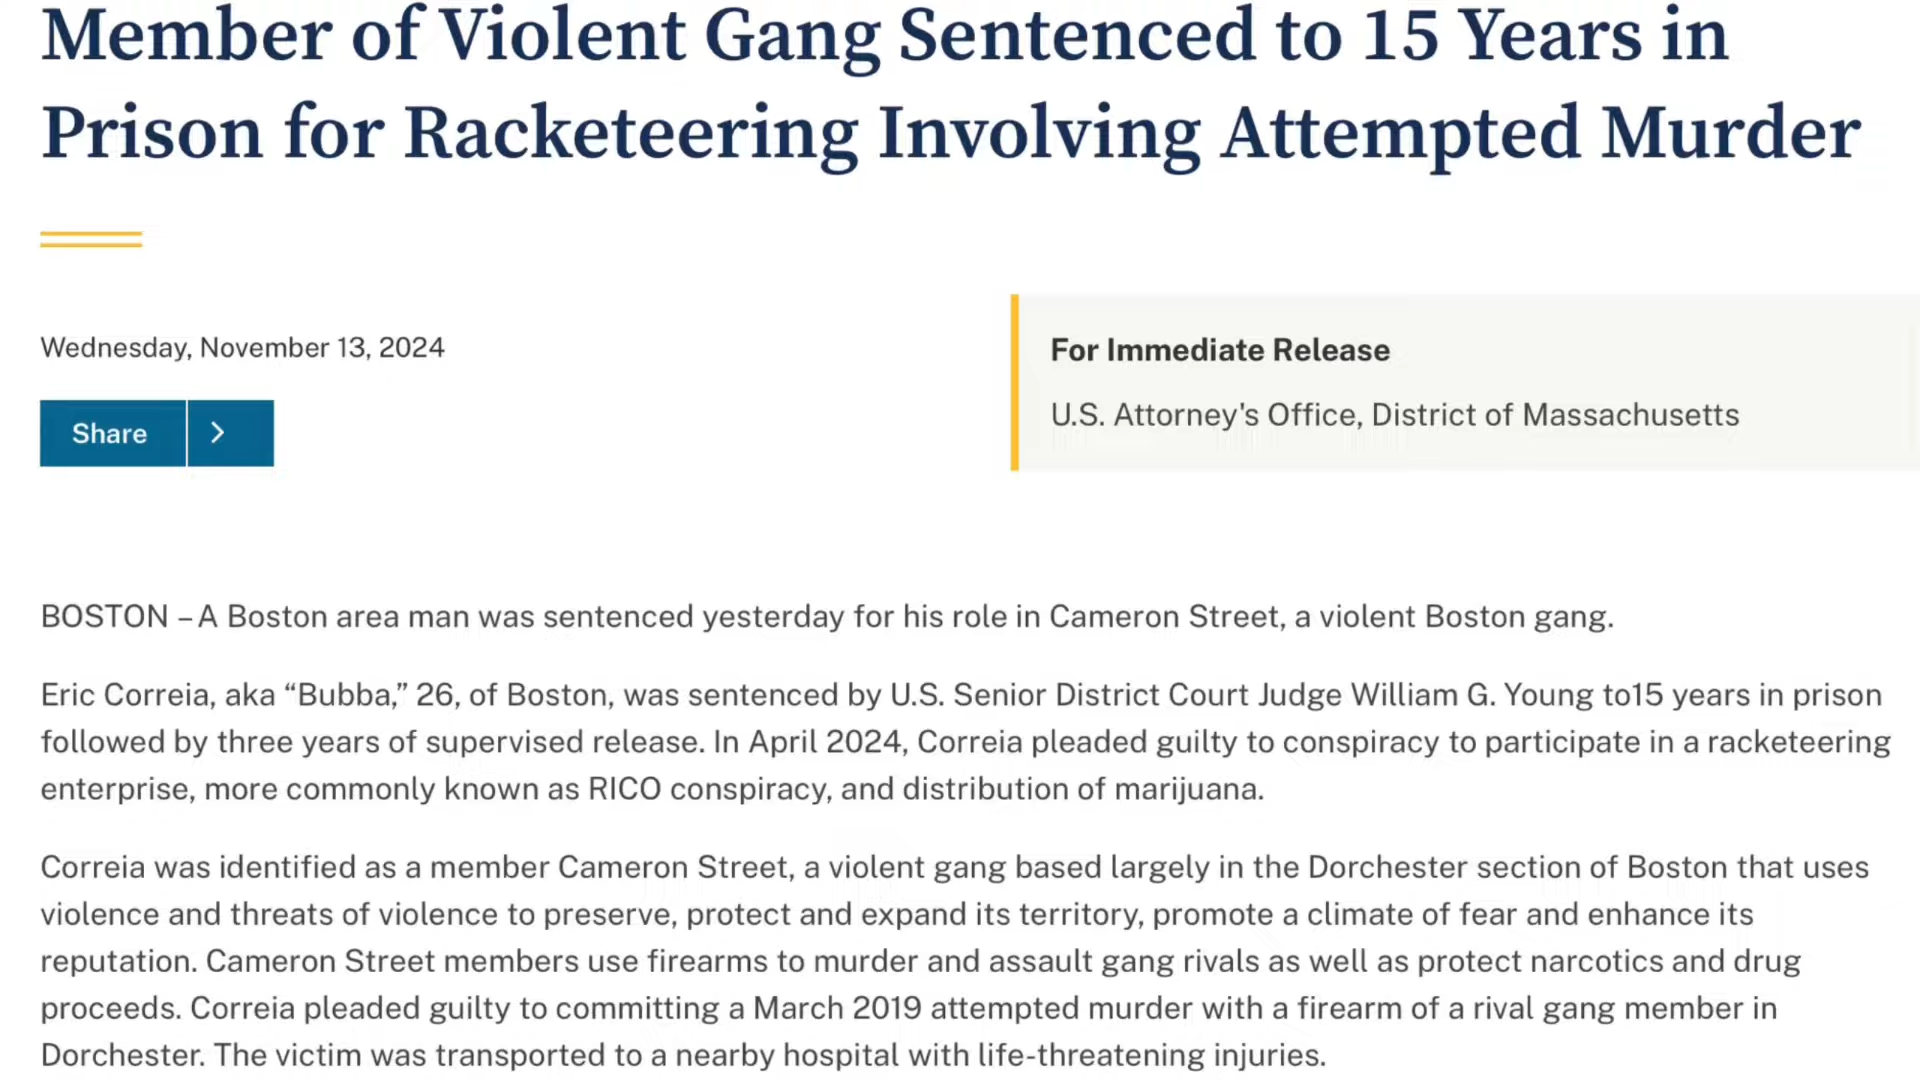 Member of Violent Gang Sentenced to 15 Years in
Prison for Racketeering Involving Attempted Murder
Wednesday, November 13, 2024
Share
For Immediate Release
U.S. Attorney's Office, District of Massachusetts
BOSTON – A Boston area man was sentenced yesterday for his role in Cameron Street, a violent Boston gang.
Eric Correia, aka “Bubba,” 26, of Boston, was sentenced by U.S. Senior District Court Judge William G. Young to15 years in prison
followed by three years of supervised release. In April 2024, Correia pleaded guilty to conspiracy to participate in a racketeering
enterprise, more commonly known as RICO conspiracy, and distribution of marijuana.
Correia was identified as a member Cameron Street, a violent gang based largely in the Dorchester section of Boston that uses
violence and threats of violence to preserve, protect and expand its territory, promote a climate of fear and enhance its
reputation. Cameron Street members use firearms to murder and assault gang rivals as well as protect narcotics and drug
proceeds. Correia pleaded guilty to committing a March 2019 attempted murder with a firearm of a rival gang member in
Dorchester. The victim was transported to a nearby hospital with life-threatening injuries.